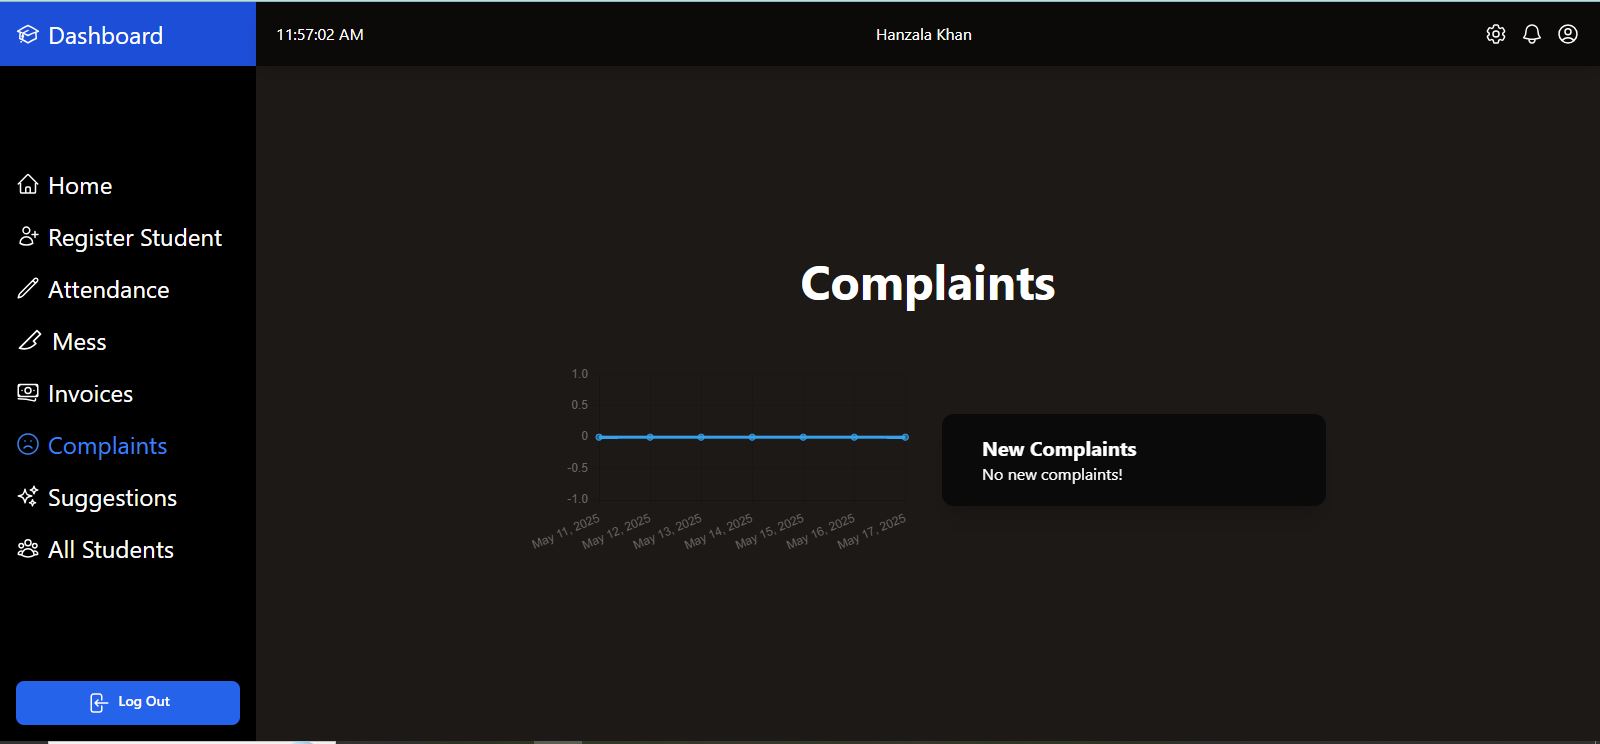 Dashboard
11:57:02 AM
Hanzala Khan
Home
Register Student
Attendance
Mess
Invoices
Complaints
Suggestions
All Students
Log Out
Complaints
1.0
0.5
0
-0.5
-1.0
May 11, 2025
May 12, 2025
May 13, 2025
May 14, 2025
May 15, 2025
May 16, 2025
May 17, 2025
New Complaints
No new complaints!